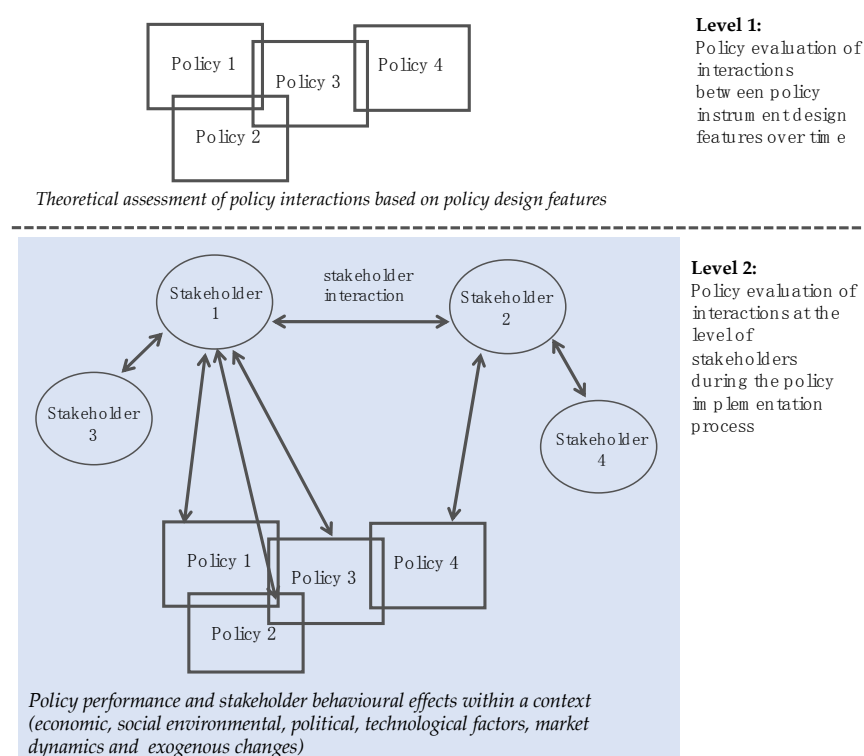 Policy 1
Policy 3
Policy 4
Policy 2
Theoretical assessment of policy interactions based on policy design features
Level 1:
Policy evaluation of
interactions
between policy
instrument design
features over time
Stakeholder
1
stakeholder
interaction
Stakeholder
2
Stakeholder
3
Stakeholder
4
Policy 1
Policy 3
Policy 4
Policy 2
Policy performance and stakeholder behavioural effects within a context
(economic, social environmental, political, technological factors, market
dynamics and exogenous changes)
Level 2:
Policy evaluation of
interactions at the
level of
stakeholders
during the policy
implementation
process